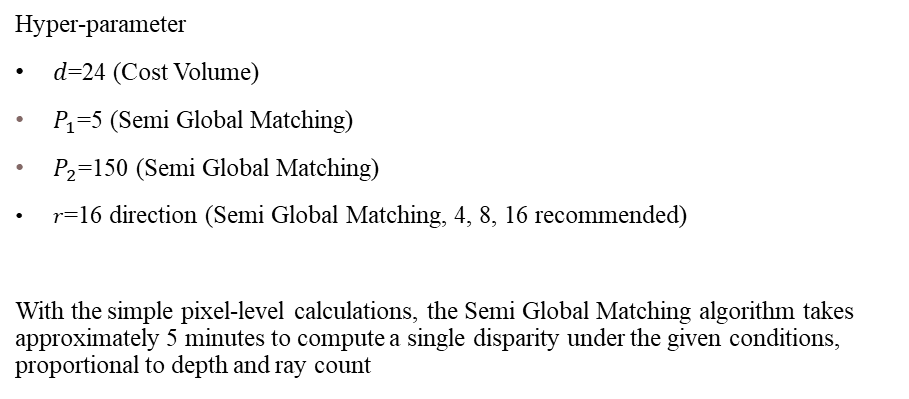 Hyper-parameter
• d=24 (Cost Volume)
• P₁=5 (Semi Global Matching)
• P₂=150 (Semi Global Matching)
• r=16 direction (Semi Global Matching, 4, 8, 16 recommended)
With the simple pixel-level calculations, the Semi Global Matching algorithm takes
approximately 5 minutes to compute a single disparity under the given conditions,
proportional to depth and ray count